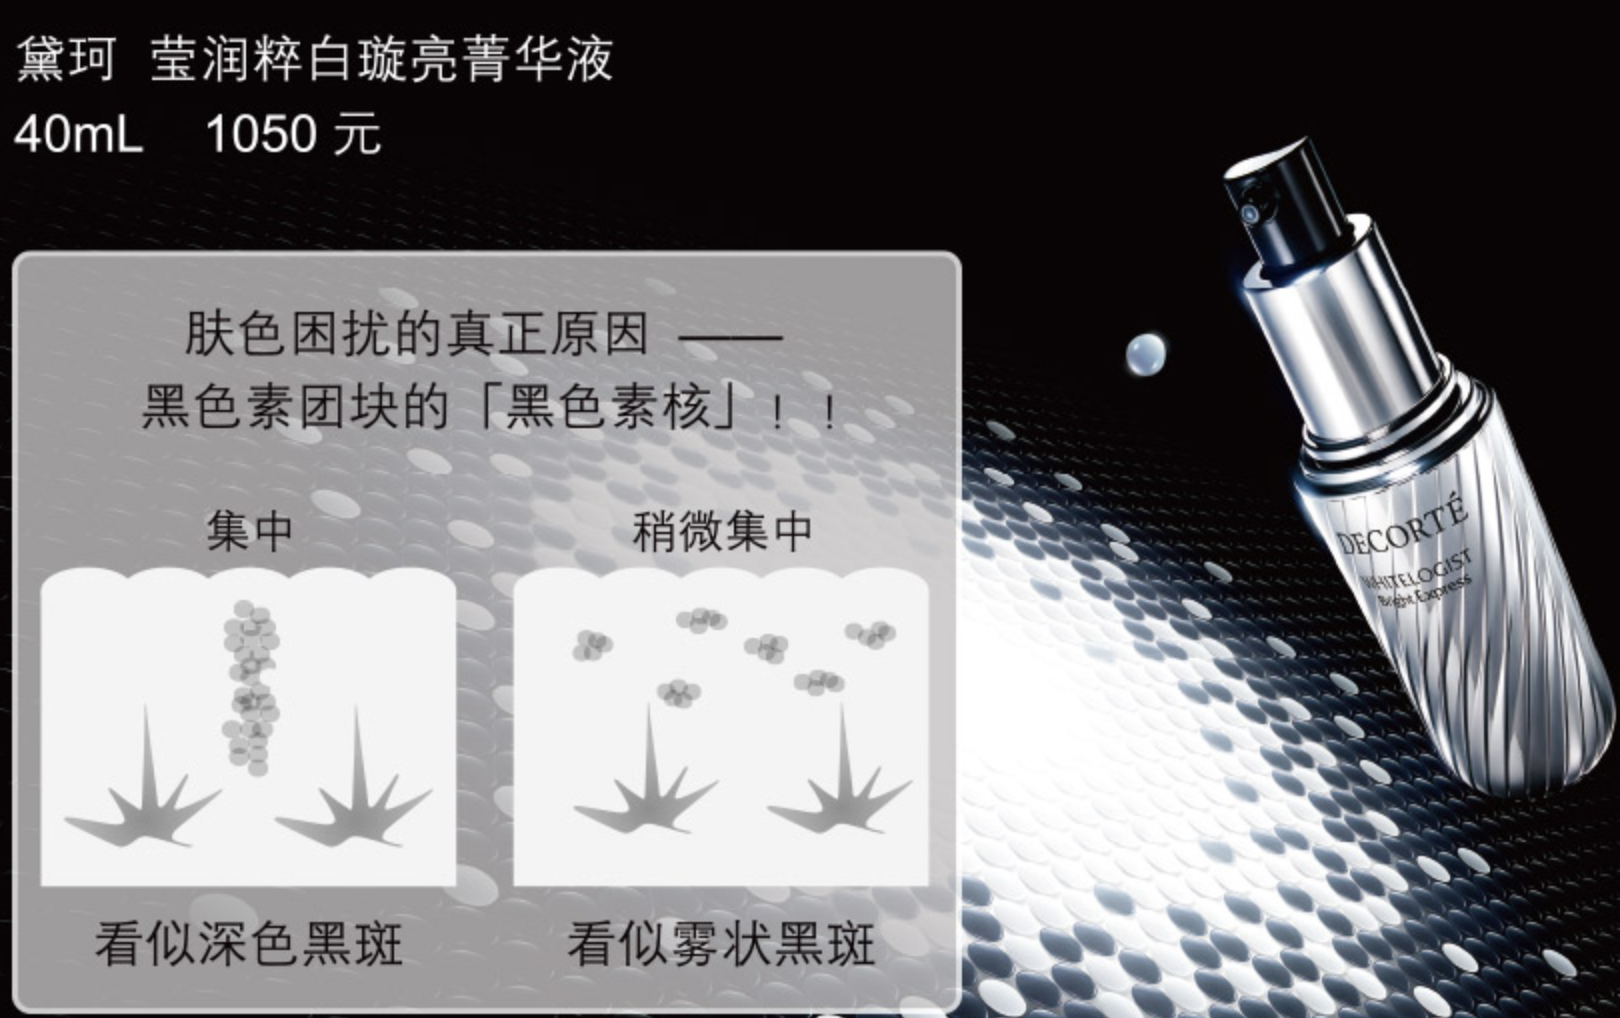 黛珂 莹润粹白璇亮菁华液
40mL 1050 元
肤色困扰的真正原因 ——
黑色素团块的「黑色素核」！！
集中 稍微集中
看似深色黑斑 看似雾状黑斑
DECORTÉ
WHITELOGIST
Bright Express